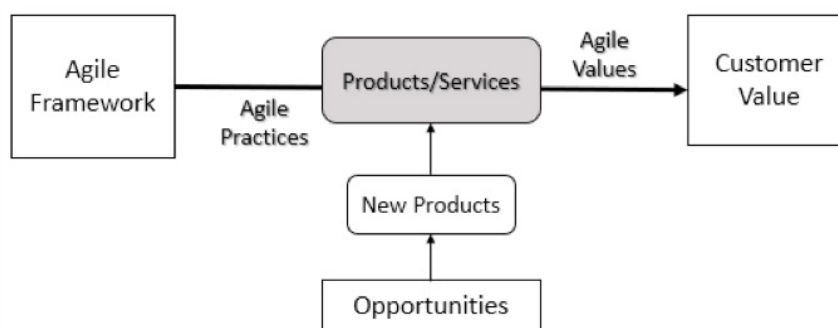 Agile
Framework
Agile
Practices
Products/Services
Agile
Values
Customer
Value
New Products
Opportunities